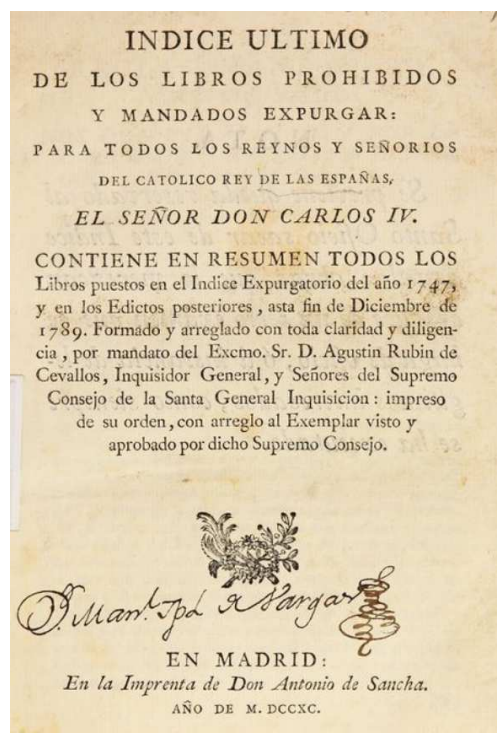 INDICE ULTIMO
DE LOS LIBROS PROHIBIDOS
Y MANDADOS EXPURGAR:
PARA TODOS LOS REYNOS Y SEÑORIOS
DEL CATOLICO REY DE LAS ESPAÑAS,
EL SEÑOR DON CARLOS IV.
CONTIENE EN RESUMEN TODOS LOS
Libros puestos en el Indice Expurgatorio del año 1747,
y en los Edictos posteriores, asta fin de Diciembre de
1789. Formado y arreglado con toda claridad y diligen-
cia, por mandato del Excmo. Sr. D. Agustin Rubin de
Cevallos, Inquisidor General, y Señores del Supremo
Consejo de la Santa General Inquisicion: impreso
de su orden, con arreglo al Exemplar visto y
aprobado por dicho Supremo Consejo.
D. Man.l Jph de Vargas
EN MADRID:
En la Imprenta de Don Antonio de Sancha.
AÑO DE M. DCCXC.